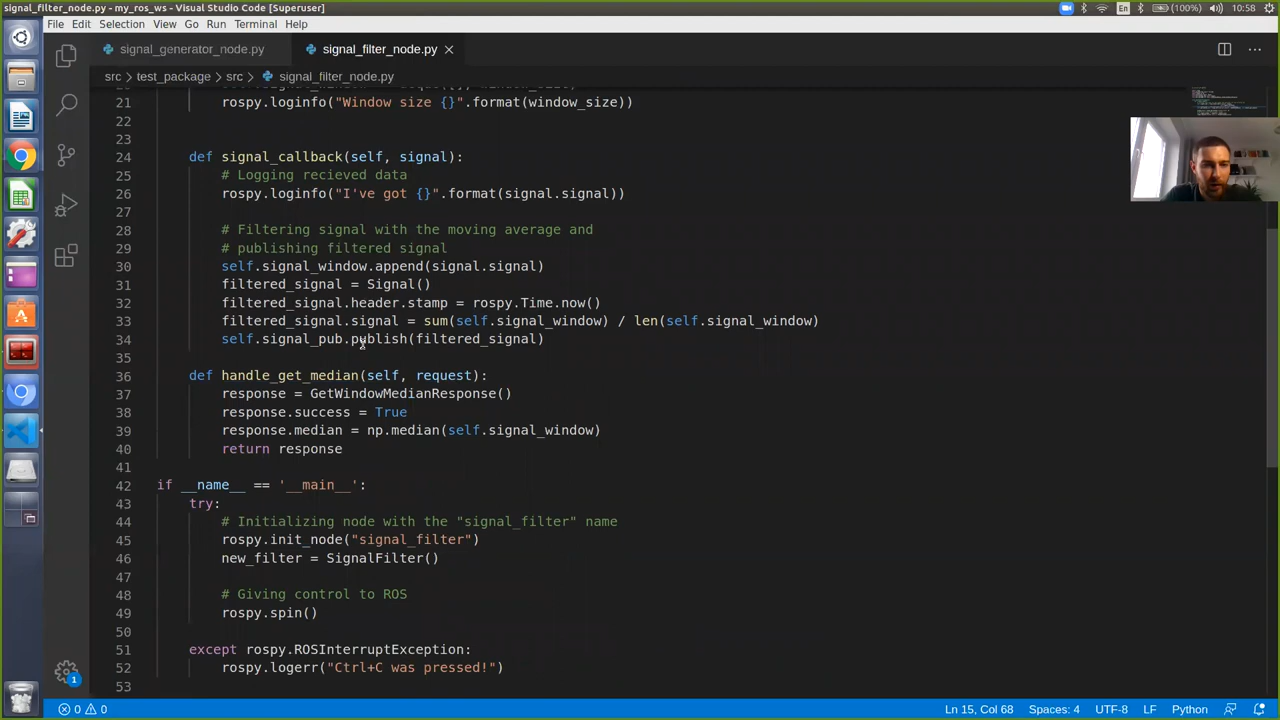 signal_filter_node.py - my_ros_ws - Visual Studio Code [Superuser]
En
(100%)
10:58
File Edit Selection View Go Run Terminal Help
signal_generator_node.py
signal_filter_node.py
src > test_package > src > signal_filter_node.py
21 rospy.loginfo("Window size {}".format(window_size))
22
23
24 def signal_callback(self, signal):
25 # Logging recieved data
26 rospy.loginfo("I've got {}".format(signal.signal))
27
28 # Filtering signal with the moving average and
29 # publishing filtered signal
30 self.signal_window.append(signal.signal)
31 filtered_signal = Signal()
32 filtered_signal.header.stamp = rospy.Time.now()
33 filtered_signal.signal = sum(self.signal_window) / len(self.signal_window)
34 self.signal_pub.publish(filtered_signal)
35
36 def handle_get_median(self, request):
37 response = GetWindowMedianResponse()
38 response.success = True
39 response.median = np.median(self.signal_window)
40 return response
41
42 if __name__ == '__main__':
43 try:
44 # Initializing node with the "signal_filter" name
45 rospy.init_node("signal_filter")
46 new_filter = SignalFilter()
47
48 # Giving control to ROS
49 rospy.spin()
50
51 except rospy.ROSInterruptException:
52 rospy.logerr("Ctrl+C was pressed!")
53
1
0 0
Ln 15, Col 68
Spaces: 4
UTF-8
LF
Python